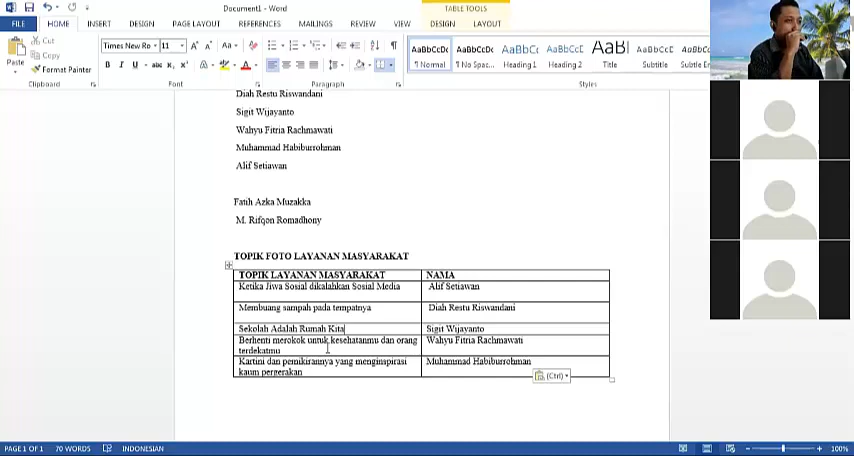 Document1 - Word
TABLE TOOLS
FILE HOME INSERT DESIGN PAGE LAYOUT REFERENCES MAILINGS REVIEW VIEW DESIGN LAYOUT
Cut
Copy
Format Painter
Paste
Times New Ro 11
Clipboard Font Paragraph Styles
AaBbCcDc AaBbCcDc AaBbCc AaBbCcC AaBl AaBbCcC AaBbCc
¶ Normal ¶ No Spac... Heading 1 Heading 2 Title Subtitle Subtle Em
Diah Restu Riswandani
Sigit Wijayanto
Wahyu Fitria Rachmawati
Muhammad Habiburrohman
Alif Setiawan
Fatih Azka Muzakka
M. Rifqon Romadhony
TOPIK FOTO LAYANAN MASYARAKAT
TOPIK LAYANAN MASYARAKAT NAMA
Ketika Jiwa Sosial dikalahkan Sosial Media Alif Setiawan
Membuang sampah pada tempatnya Diah Restu Riswandani
Sekolah Adalah Rumah Kita Sigit Wijayanto
Berhenti merokok untuk kesehatanmu dan orang Wahyu Fitria Rachmawati
terdekatmu
Kartini dan pemikirannya yang menginspirasi Muhammad Habiburrohman
kaum pergerakan
(Ctrl)
PAGE 1 OF 1 70 WORDS INDONESIAN 100%